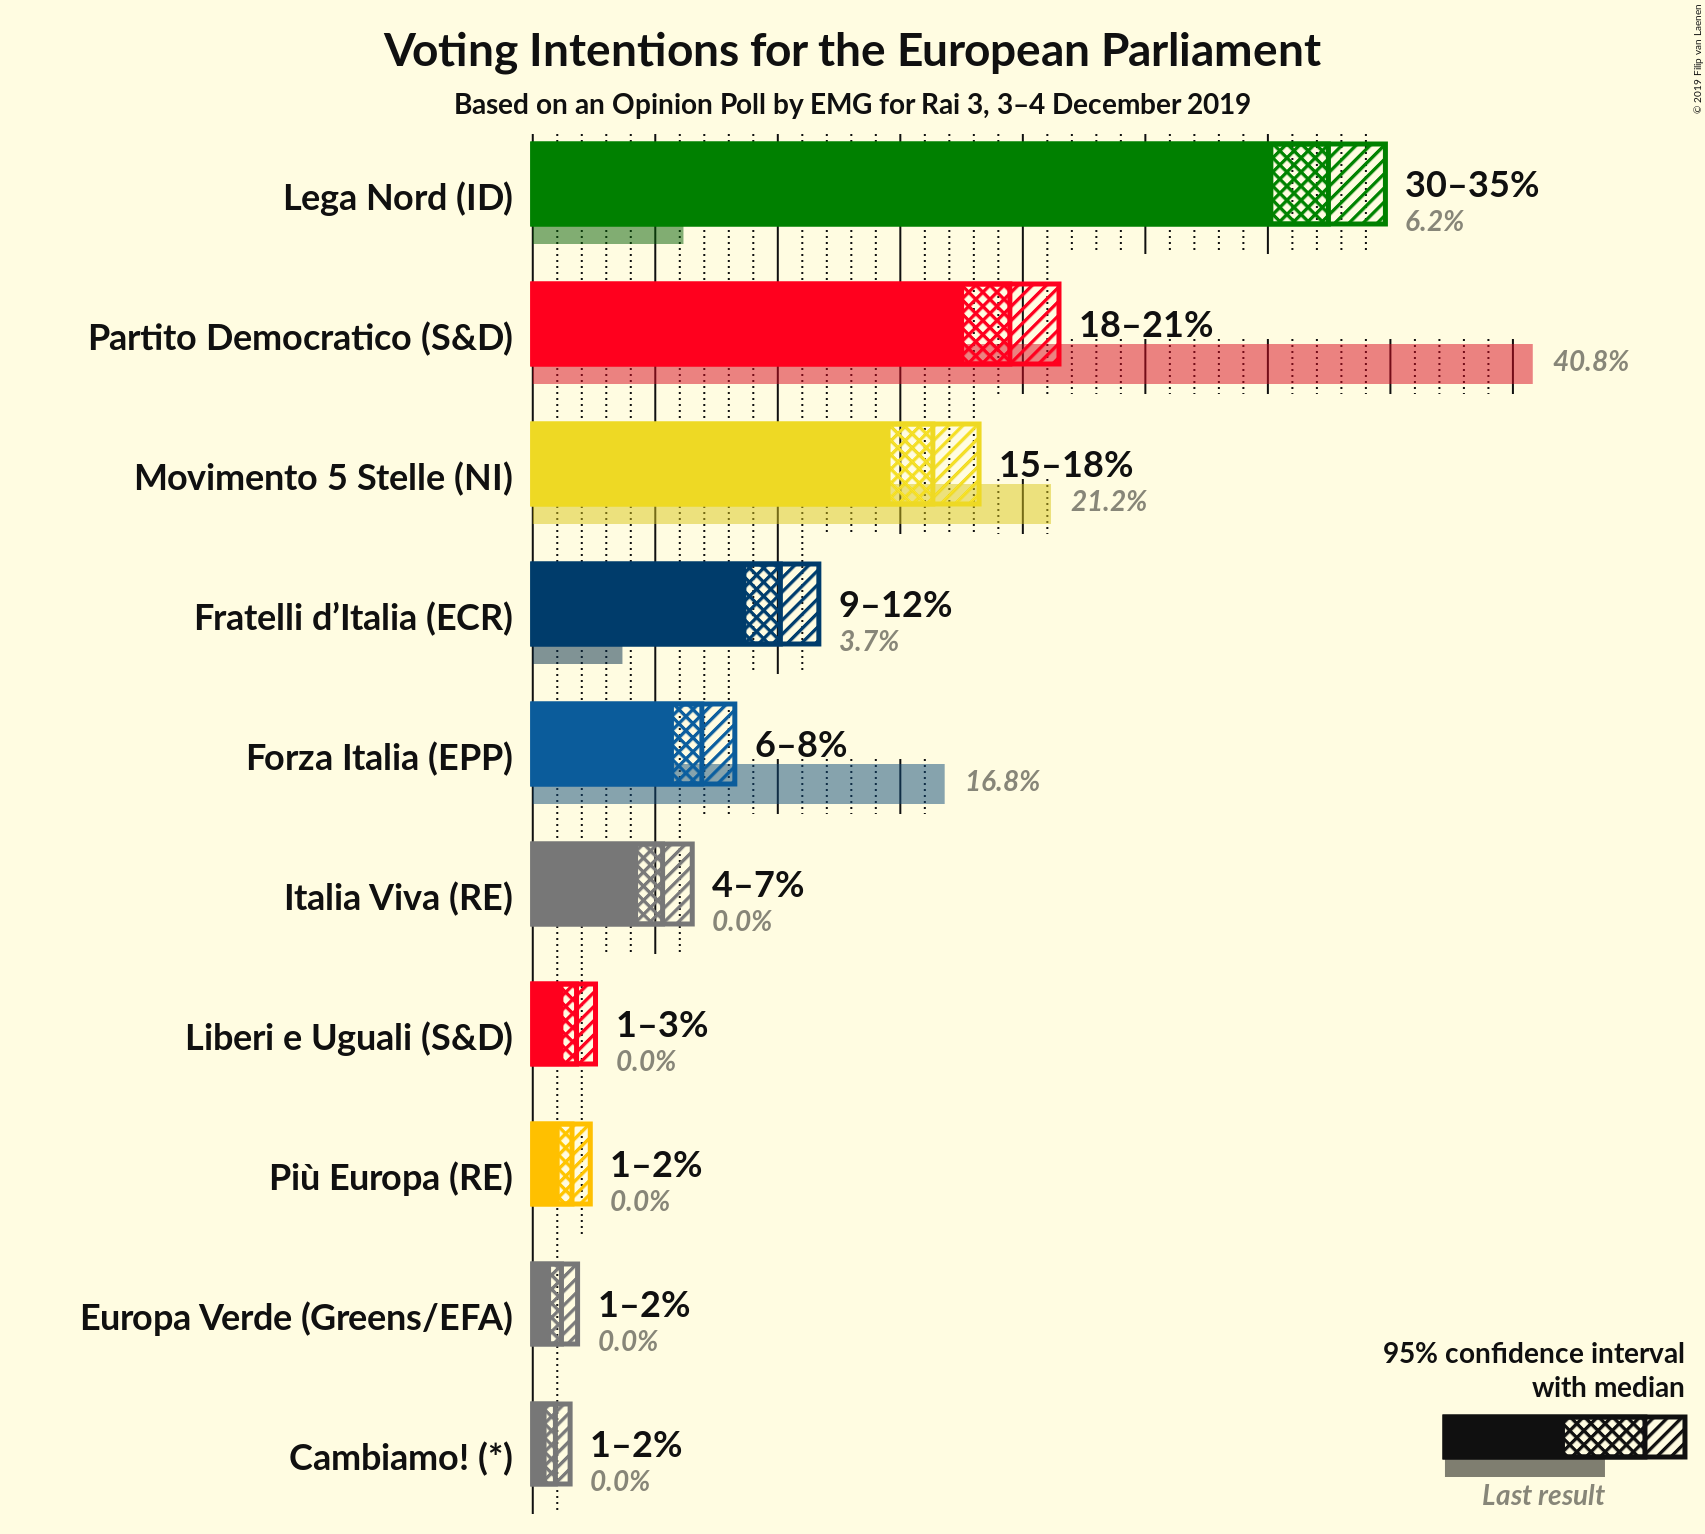 © 2019 Filip van Laenen
Voting Intentions for the European Parliament
Based on an Opinion Poll by EMG for Rai 3, 3–4 December 2019
Lega Nord (ID)
30–35%
6.2%
Partito Democratico (S&D)
18–21%
40.8%
Movimento 5 Stelle (NI)
15–18%
21.2%
Fratelli d’Italia (ECR)
9–12%
3.7%
Forza Italia (EPP)
6–8%
16.8%
Italia Viva (RE)
4–7%
0.0%
Liberi e Uguali (S&D)
1–3%
0.0%
Più Europa (RE)
1–2%
0.0%
Europa Verde (Greens/EFA)
1–2%
0.0%
Cambiamo! (*)
1–2%
0.0%
95% confidence interval
with median
Last result